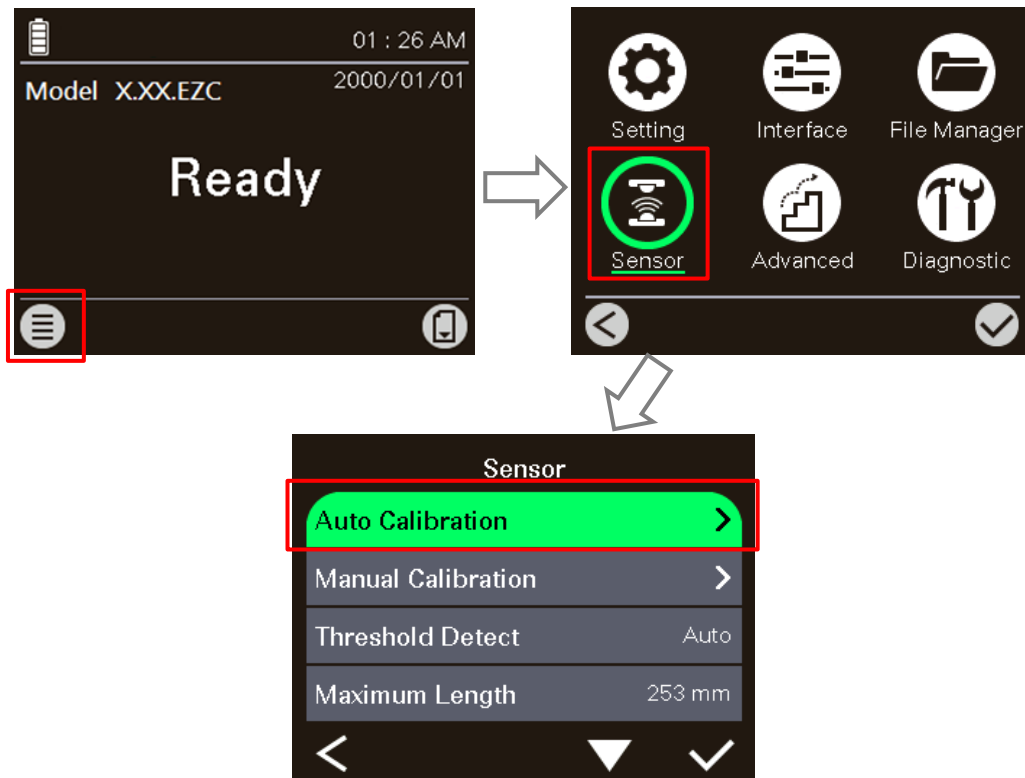 01 : 26 AM
Model X.XX.EZC 2000/01/01
Ready
Setting Interface File Manager
Sensor Advanced Diagnostic
Sensor
Auto Calibration
Manual Calibration
Threshold Detect Auto
Maximum Length 253 mm